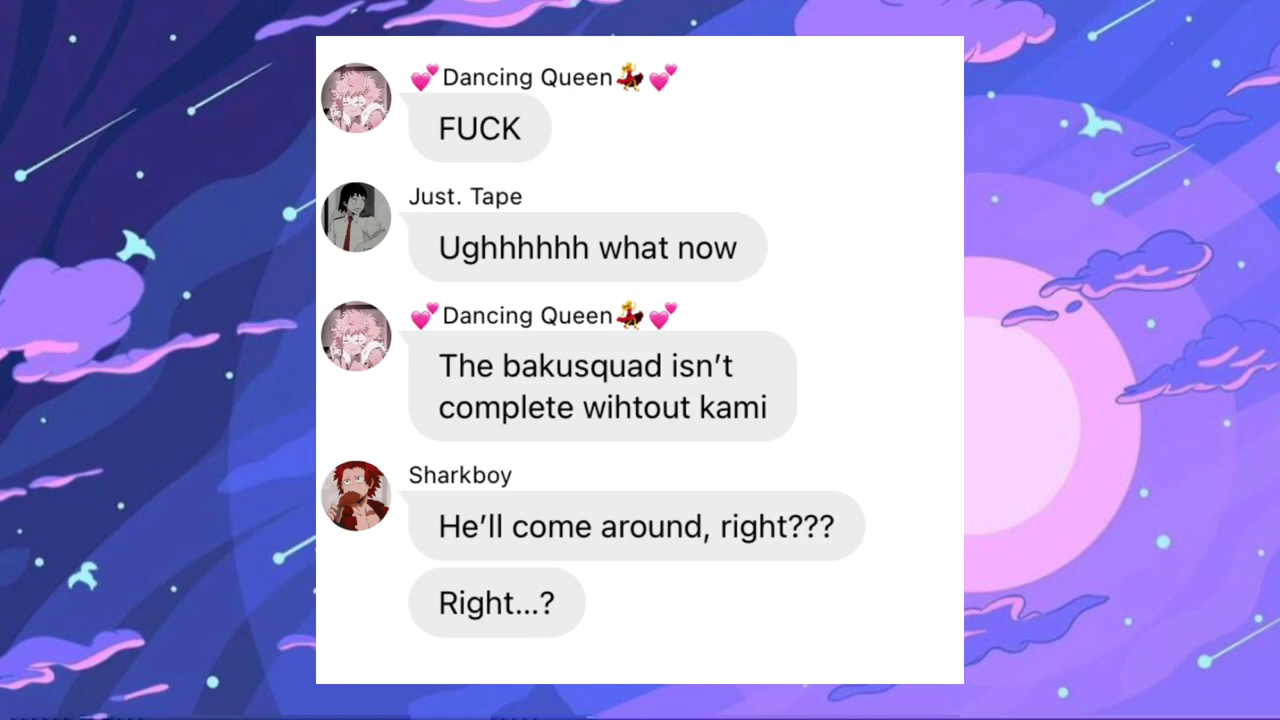 💕Dancing Queen💃💕
FUCK
Just. Tape
Ughhhhhh what now
💕Dancing Queen💃💕
The bakusquad isn’t
complete wihtout kami
Sharkboy
He’ll come around, right???
Right...?